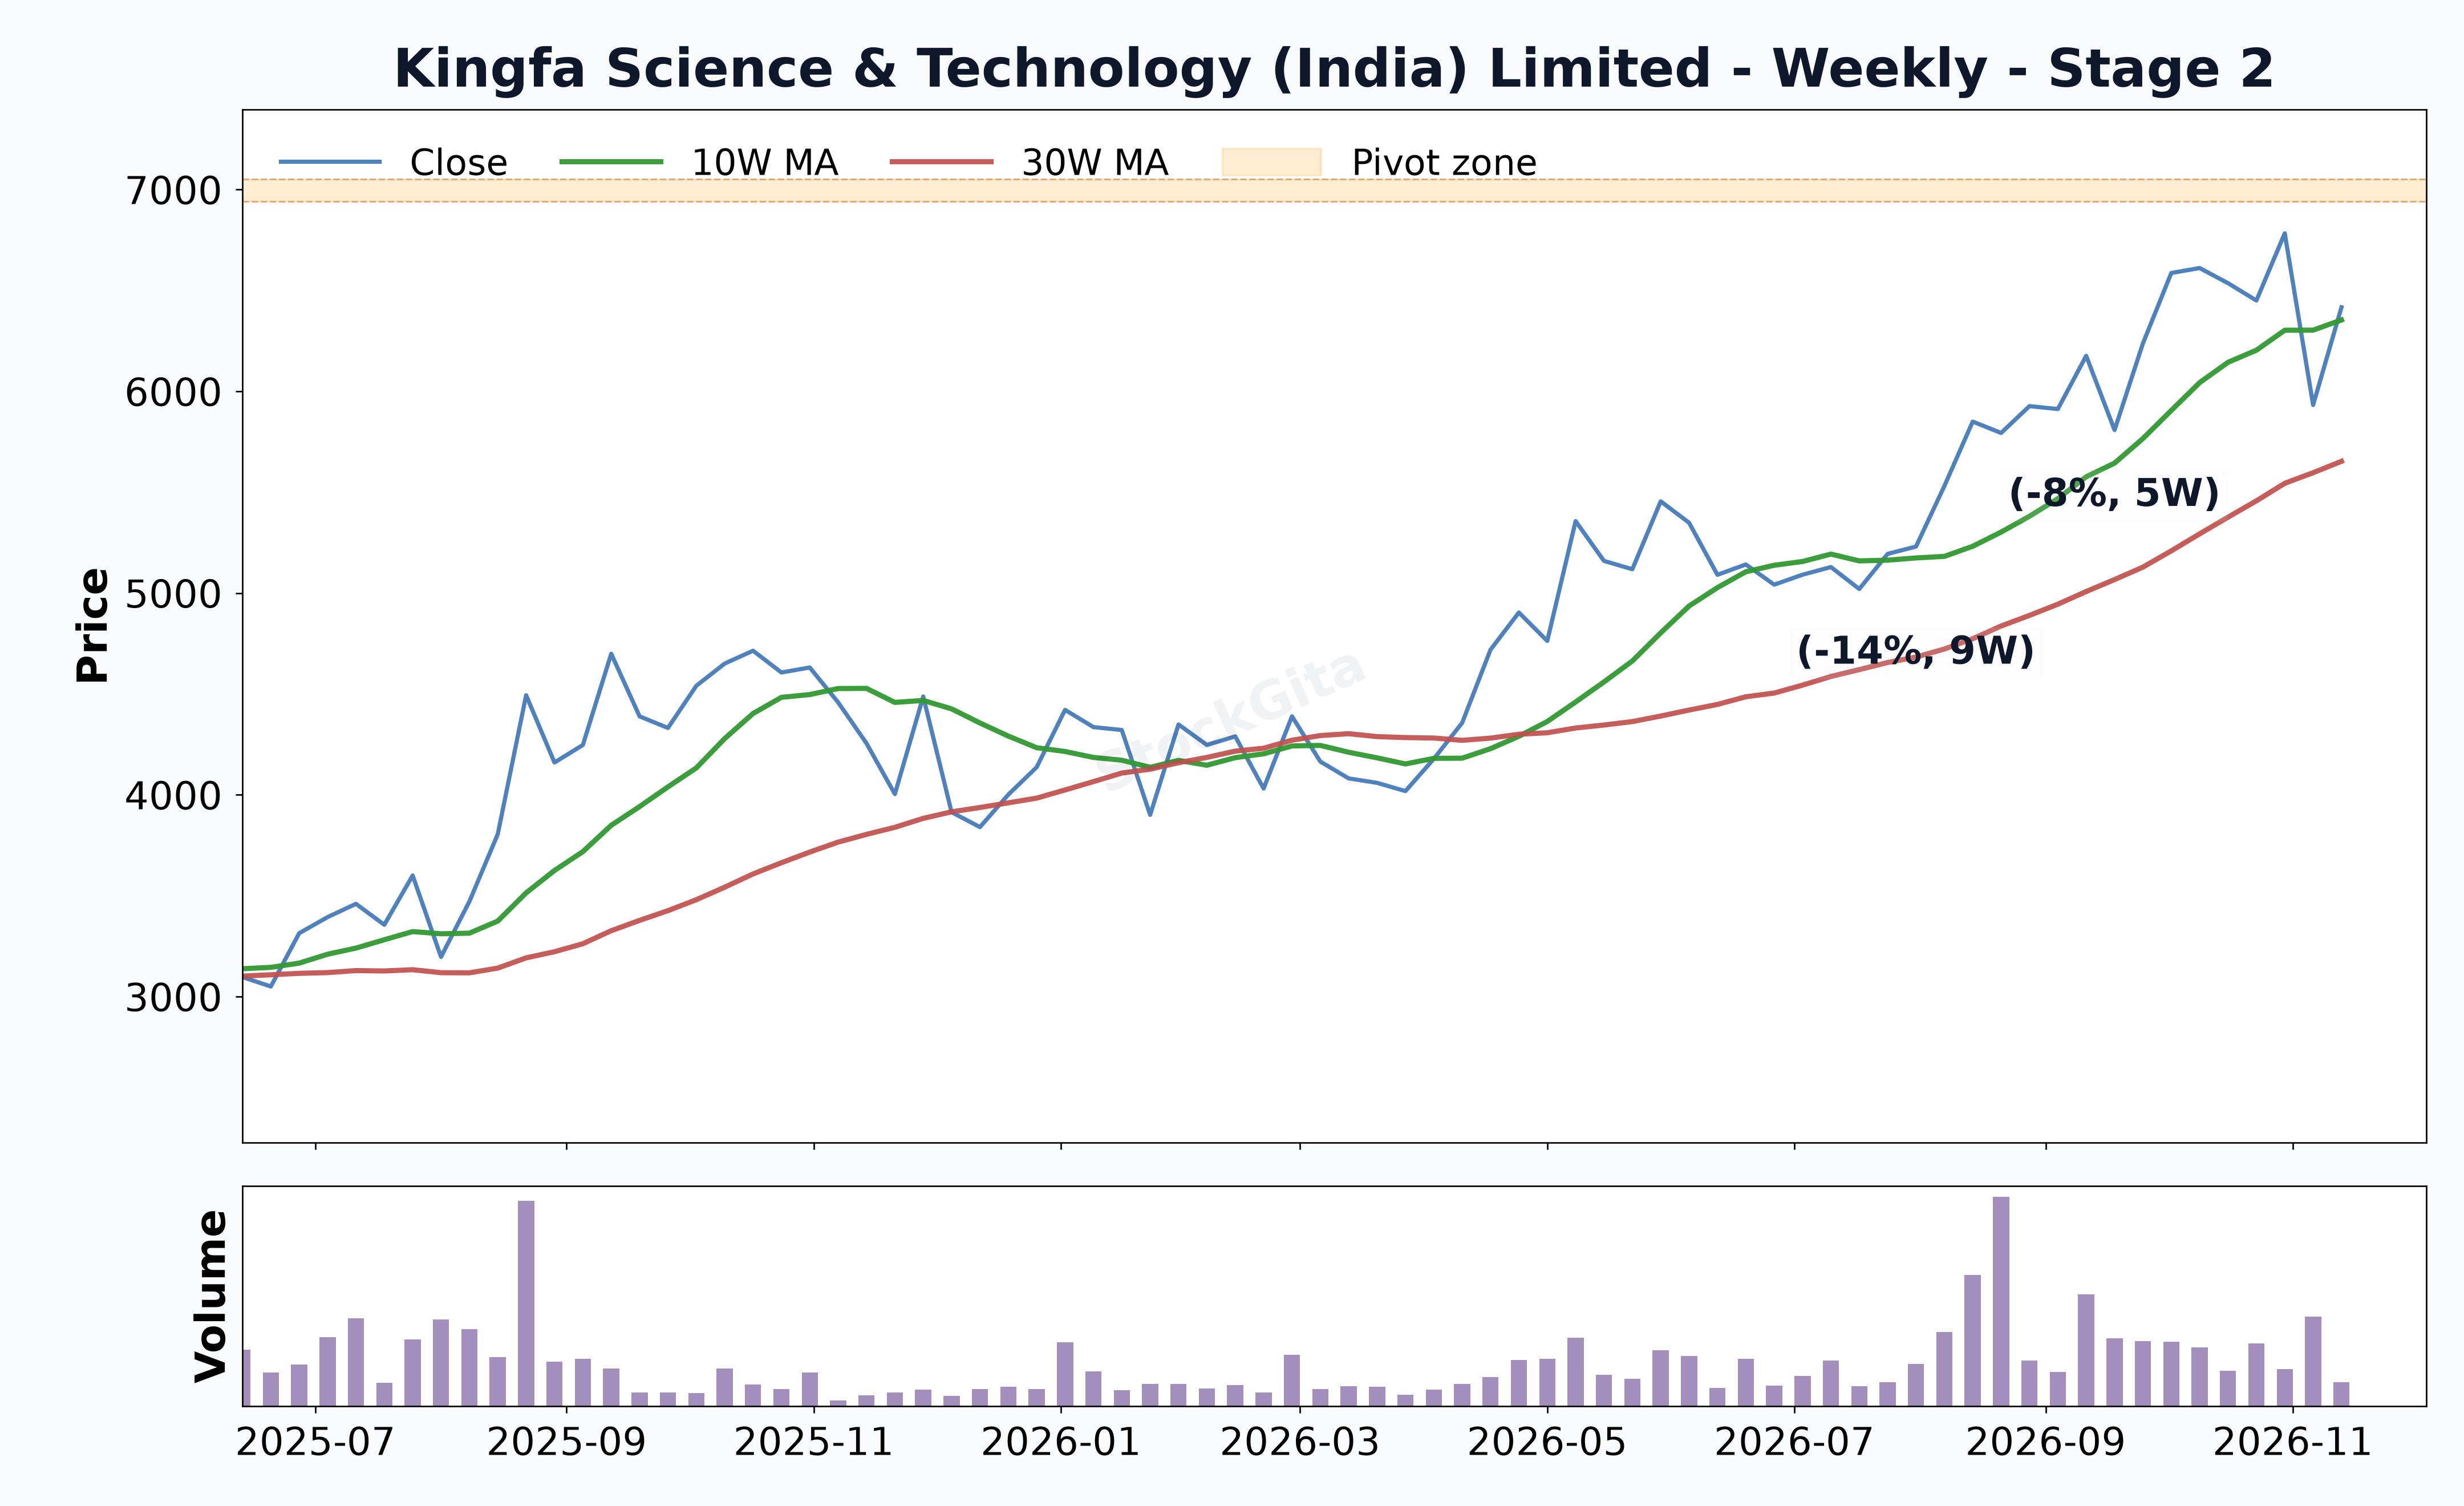 Kingfa Science & Technology (India) Limited - Weekly - Stage 2
Close 10W MA 30W MA Pivot zone
7000
6000
5000
4000
3000
Price
(-8%, 5W)
(-14%, 9W)
StockGita
Volume
2025-07 2025-09 2025-11 2026-01 2026-03 2026-05 2026-07 2026-09 2026-11